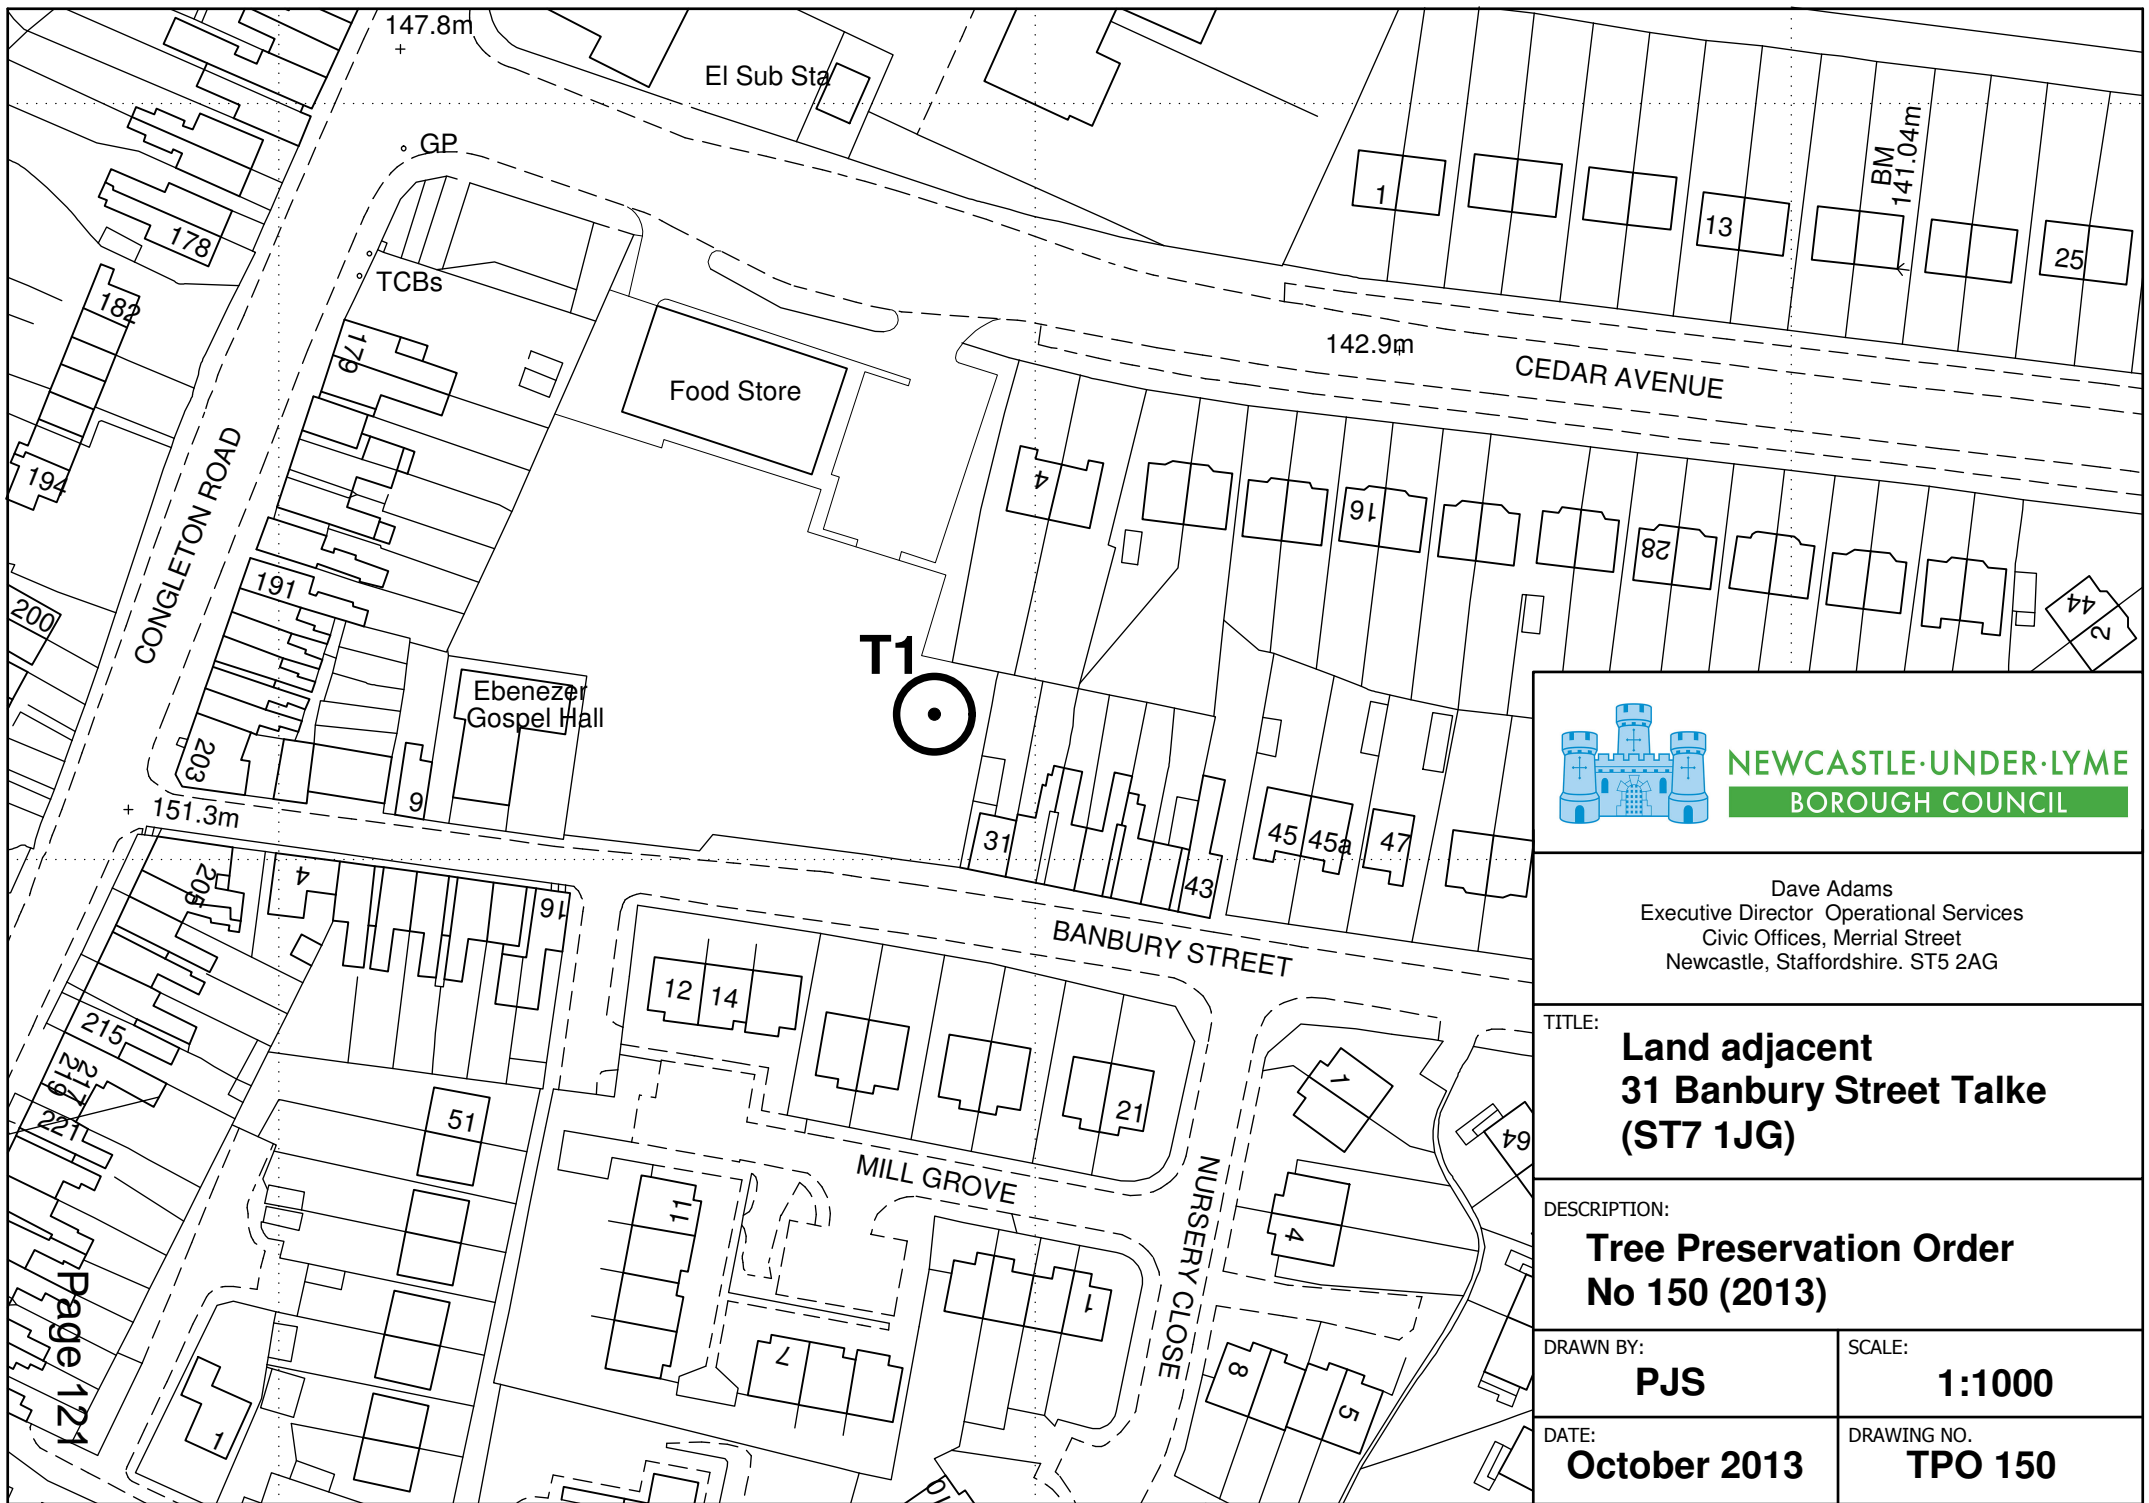 147.8m
El Sub Sta
GP
BM
141.04m
1
13
25
178
TCBs
182
179
142.9m
CEDAR AVENUE
Food Store
194
CONGLETON ROAD
4
16
28
44
2
191
200
T1
Ebenezer
Gospel Hall
203
9
151.3m
31
43
45
45a
47
205
4
16
BANBURY STREET
12
14
215
217
219
221
51
21
1
64
MILL GROVE
NURSERY CLOSE
11
4
1
7
8
5
1
10
Page 121
NEWCASTLE·UNDER·LYME
BOROUGH COUNCIL
Dave Adams
Executive Director Operational Services
Civic Offices, Merrial Street
Newcastle, Staffordshire. ST5 2AG
TITLE:
Land adjacent
31 Banbury Street Talke
(ST7 1JG)
DESCRIPTION:
Tree Preservation Order
No 150 (2013)
DRAWN BY:
PJS
SCALE:
1:1000
DATE:
October 2013
DRAWING NO.
TPO 150